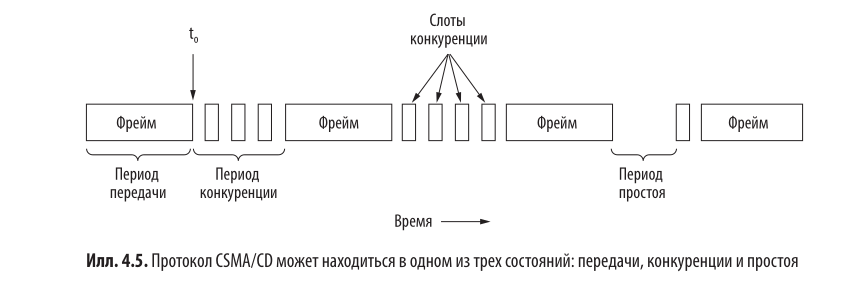 t₀
Слоты
конкуренции
Фрейм
Фрейм
Фрейм
Фрейм
Период
передачи
Период
конкуренции
Период
простоя
Время
Илл. 4.5. Протокол CSMA/CD может находиться в одном из трех состояний: передачи, конкуренции и простоя